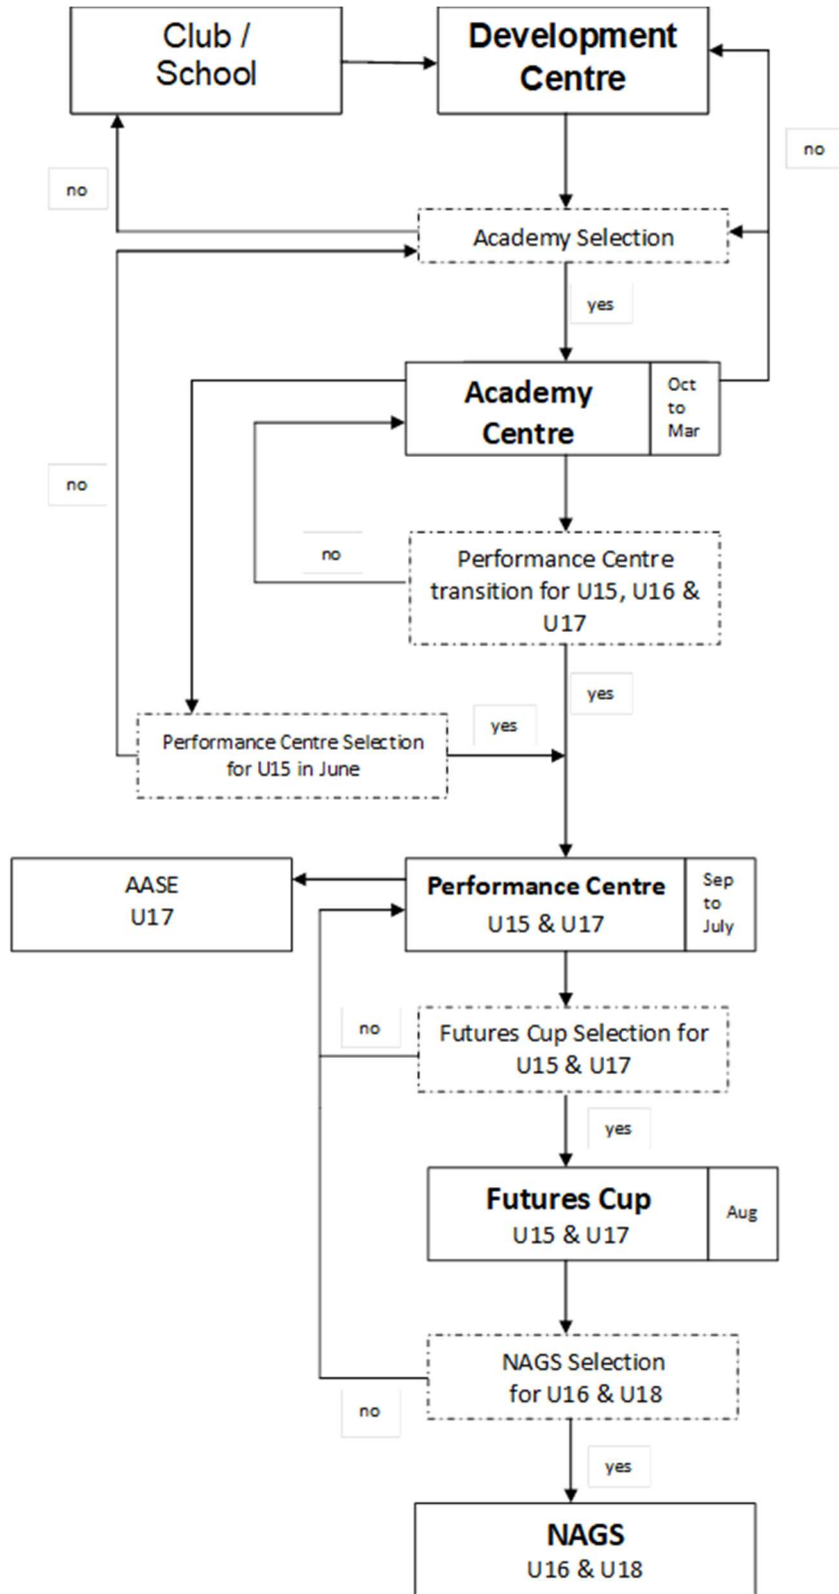 Club /
School
Development
Centre
no
no
Academy Selection
yes
Academy
Centre
Oct
to
Mar
no
no
Performance Centre
transition for U15, U16 &
U17
yes
yes
Performance Centre Selection
for U15 in June
AASE
U17
Performance Centre
U15 & U17
Sep
to
July
no
Futures Cup Selection for
U15 & U17
yes
Futures Cup
U15 & U17
Aug
NAGS Selection
for U16 & U18
no
yes
NAGS
U16 & U18